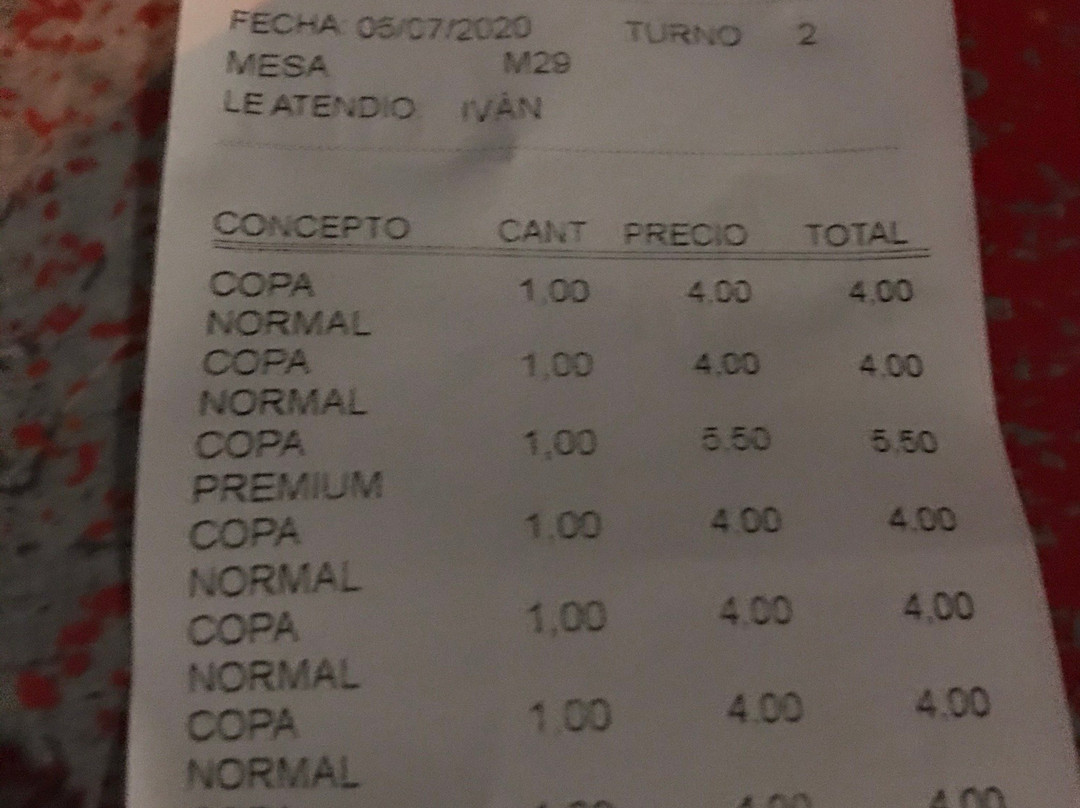 FECHA: 05/07/2020 TURNO 2
MESA M29
LE ATENDIO IVÁN
CONCEPTO CANT PRECIO TOTAL
COPA 1,00 4.00 4,00
NORMAL
COPA 1,00 4.00 4,00
NORMAL
COPA 1,00 5.50 5,50
PREMIUM
COPA 1,00 4.00 4,00
NORMAL
COPA 1,00 4.00 4,00
NORMAL
COPA 1,00 4.00 4,00
NORMAL